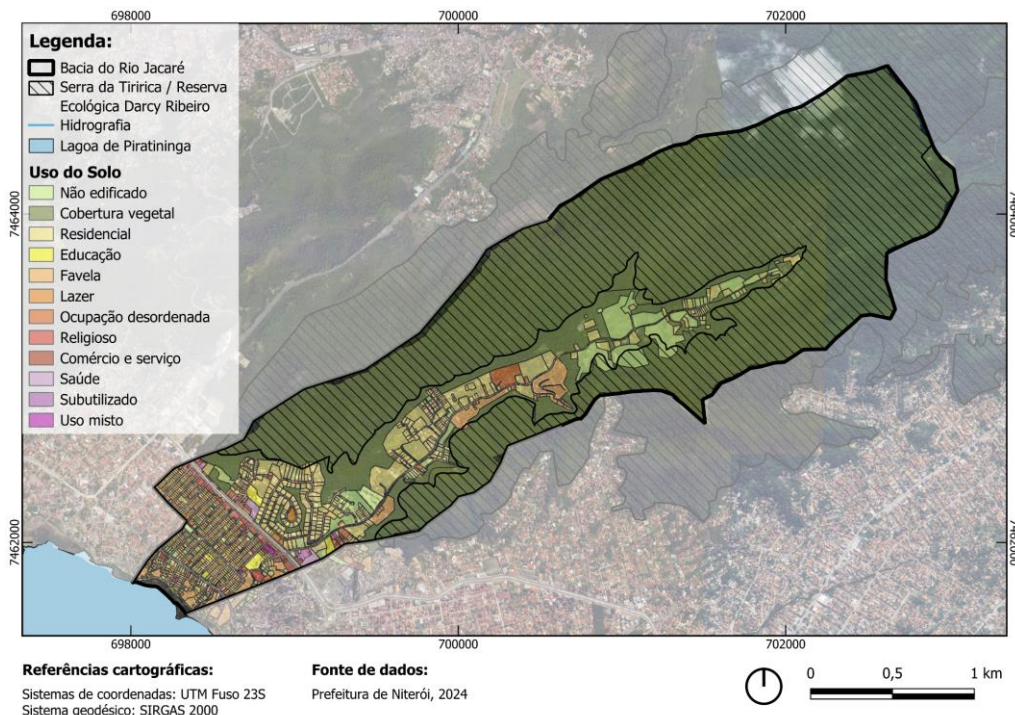 698000
700000
702000
Legenda:
Bacia do Rio Jacaré
Serra da Tiririca / Reserva
Ecológica Darcy Ribeiro
Hidrografia
Lagoa de Piratininga
Uso do Solo
Não edificado
Cobertura vegetal
Residencial
Educação
Favela
Lazer
Ocupação desordenada
Religioso
Comércio e serviço
Saúde
Subutilizado
Uso misto
7464000
7464000
7462000
7462000
698000
700000
702000
Referências cartográficas:
Sistemas de coordenadas: UTM Fuso 23S
Sistema geodésico: SIRGAS 2000
Fonte de dados:
Prefeitura de Niterói, 2024
0 0,5 1 km